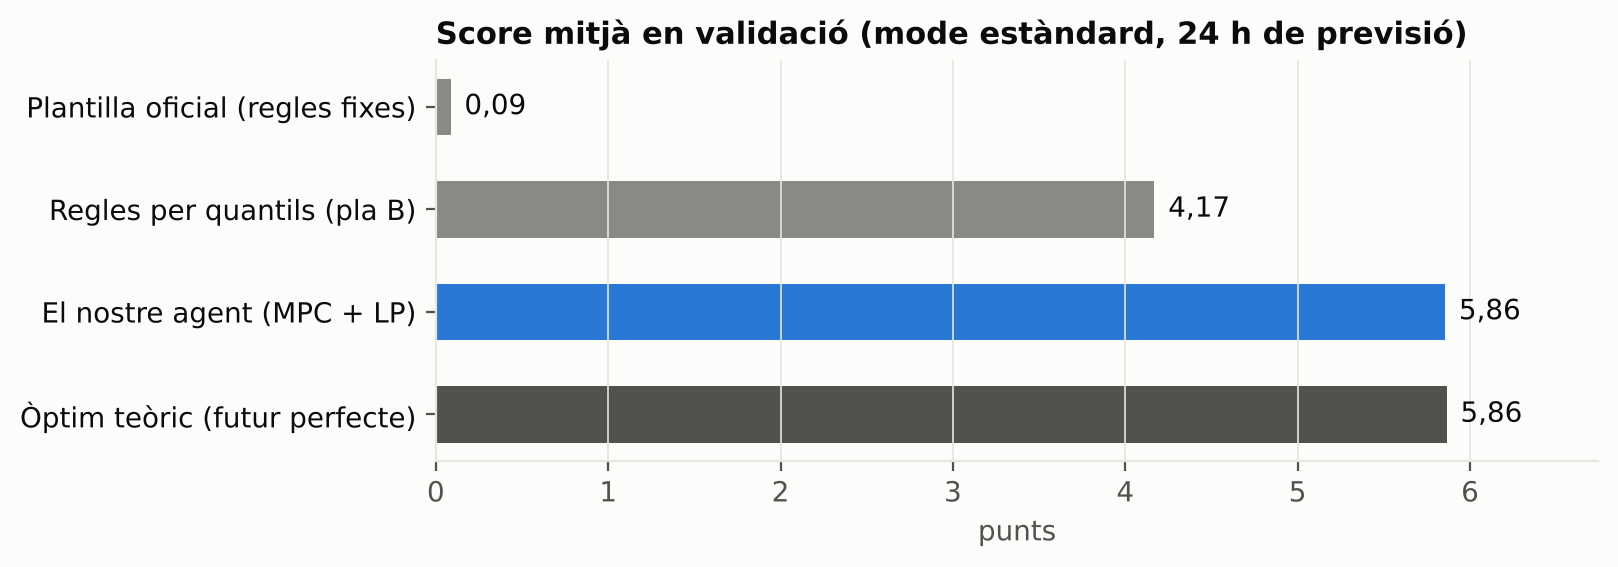 Score mitjà en validació (mode estàndard, 24 h de previsió)
Plantilla oficial (regles fixes)
0,09
Regles per quantils (pla B)
4,17
El nostre agent (MPC + LP)
5,86
Òptim teòric (futur perfecte)
5,86
0 1 2 3 4 5 6
punts